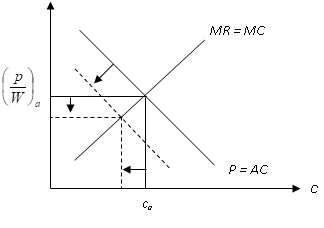 MR = MC
(p/W)a
P = AC
c
ca